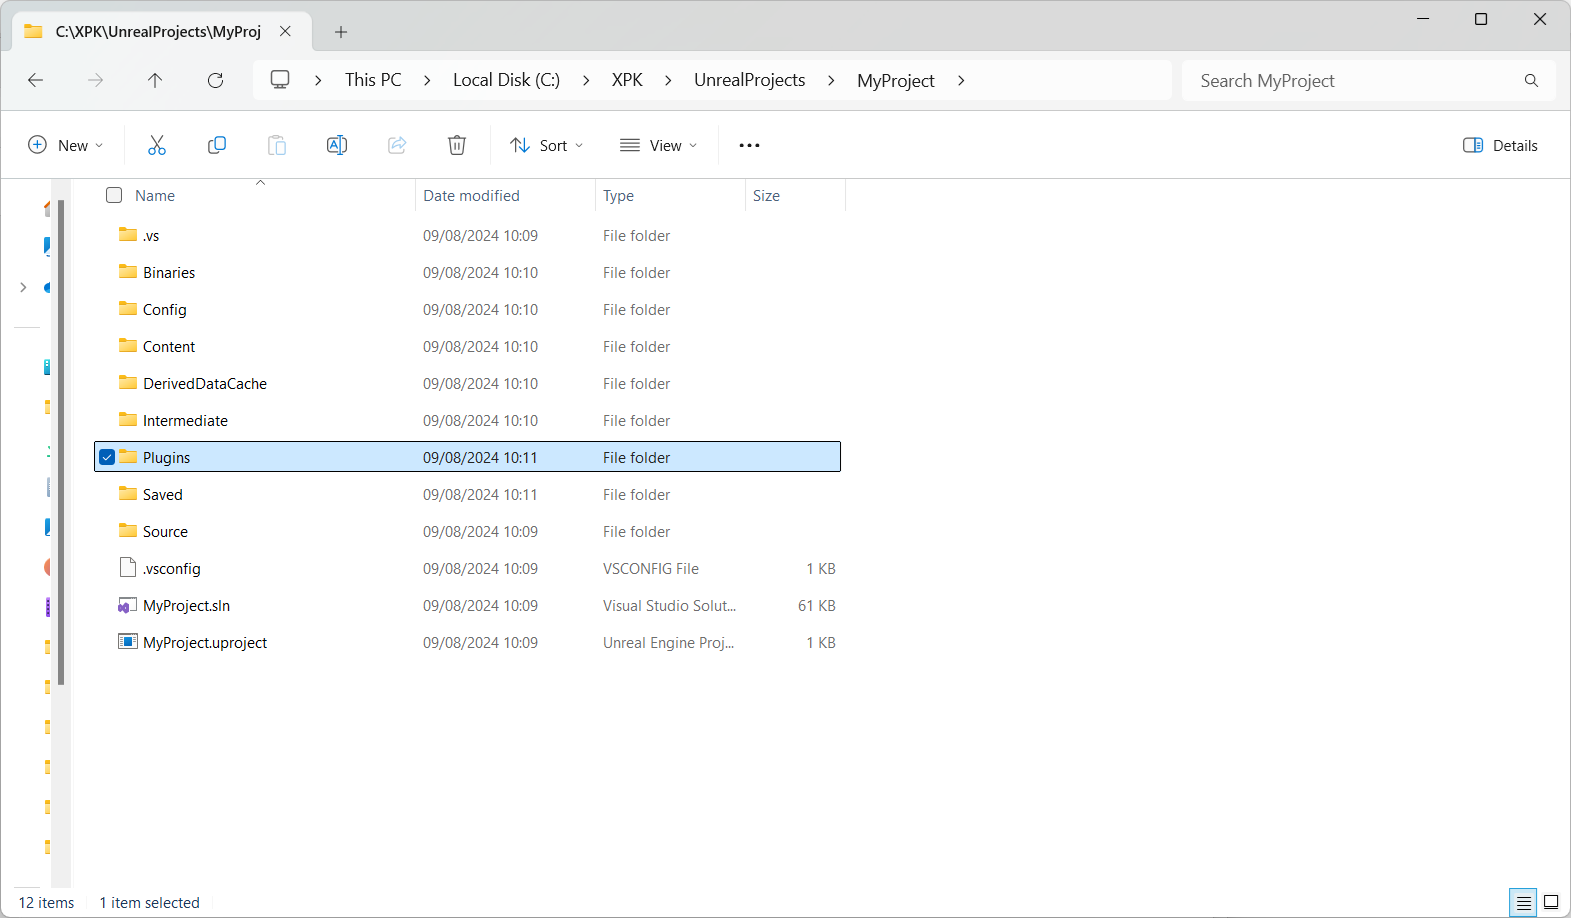 C:\XPK\UnrealProjects\MyProj
This PC > Local Disk (C:) > XPK > UnrealProjects > MyProject >
Search MyProject
New
Sort
View
Details
Name Date modified Type Size
.vs 09/08/2024 10:09 File folder
Binaries 09/08/2024 10:10 File folder
Config 09/08/2024 10:10 File folder
Content 09/08/2024 10:10 File folder
DerivedDataCache 09/08/2024 10:10 File folder
Intermediate 09/08/2024 10:10 File folder
Plugins 09/08/2024 10:11 File folder
Saved 09/08/2024 10:11 File folder
Source 09/08/2024 10:09 File folder
.vsconfig 09/08/2024 10:09 VSCONFIG File 1 KB
MyProject.sln 09/08/2024 10:09 Visual Studio Solut... 61 KB
MyProject.uproject 09/08/2024 10:09 Unreal Engine Proj... 1 KB
12 items 1 item selected